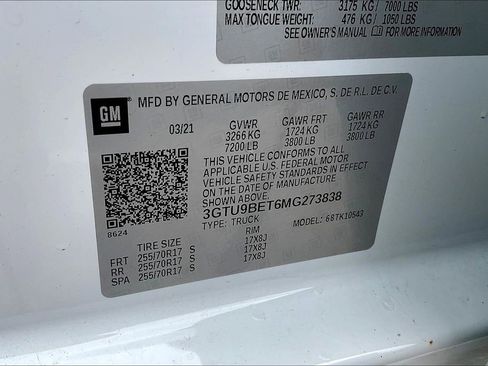 GOOSENECK TWR: 3175 KG / 7000 LBS
MAX TONGUE WEIGHT: 476 KG / 1050 LBS
SEE OWNER'S MANUAL FOR MORE INFORMATION
GM
MFD BY GENERAL MOTORS DE MEXICO, S. DE R.L. DE C.V.
03/21 GVWR GAWR FRT GAWR RR
3266 KG 1724 KG 1724 KG
7200 LB 3800 LB 3800 LB
THIS VEHICLE CONFORMS TO ALL
APPLICABLE U.S. FEDERAL MOTOR
VEHICLE SAFETY STANDARDS IN EFFECT ON
THE DATE OF MANUFACTURE SHOWN ABOVE.
3GTU9BET6MG273838
TYPE: TRUCK MODEL: 6BTK10543
8624
TIRE SIZE RIM
FRT 255/70R17 S 17X8J
RR 255/70R17 S 17X8J
SPA 255/70R17 S 17X8J